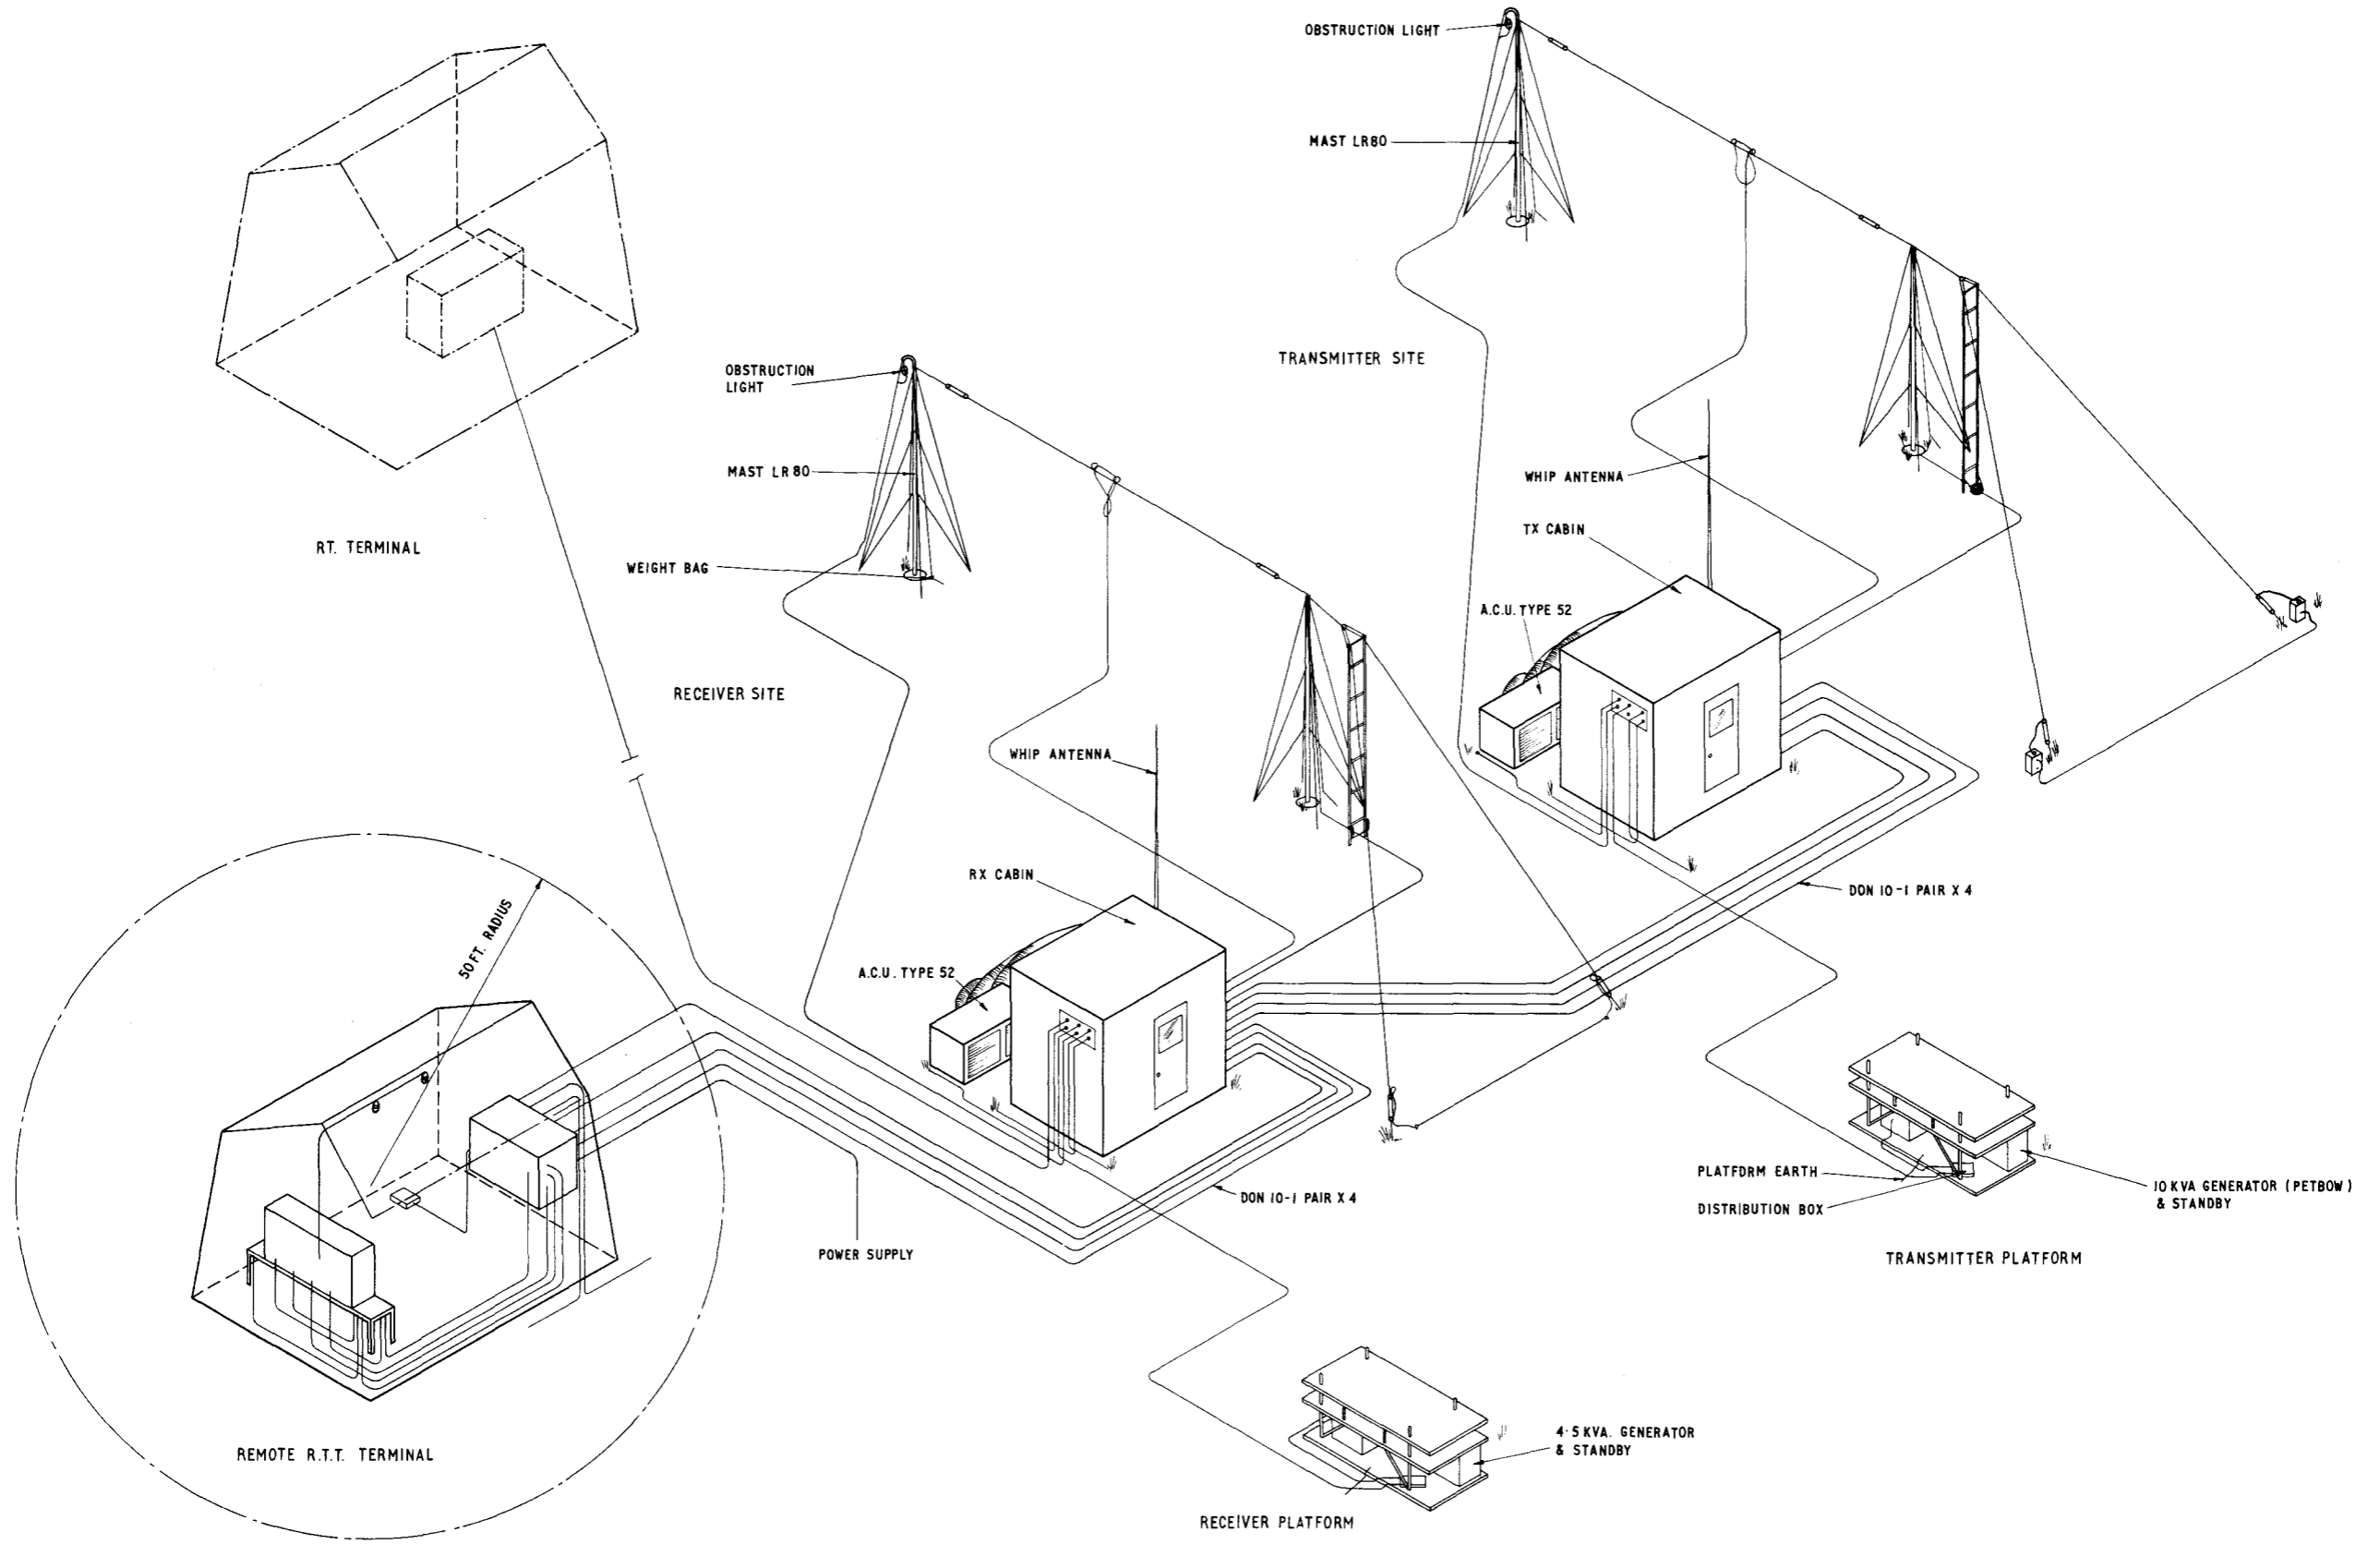 OBSTRUCTION LIGHT
MAST LR80
TRANSMITTER SITE
OBSTRUCTION
LIGHT
MAST LR80
WEIGHT BAG
RT. TERMINAL
RECEIVER SITE
WHIP ANTENNA
TX CABIN
A.C.U. TYPE 52
WHIP ANTENNA
RX CABIN
A.C.U. TYPE 52
50 FT. RADIUS
DON 10-1 PAIR X 4
DON 10-1 PAIR X 4
POWER SUPPLY
PLATFORM EARTH
DISTRIBUTION BOX
10 KVA GENERATOR (PETBOW)
& STANDBY
TRANSMITTER PLATFORM
REMOTE R.T.T. TERMINAL
4·5 KVA. GENERATOR
& STANDBY
RECEIVER PLATFORM